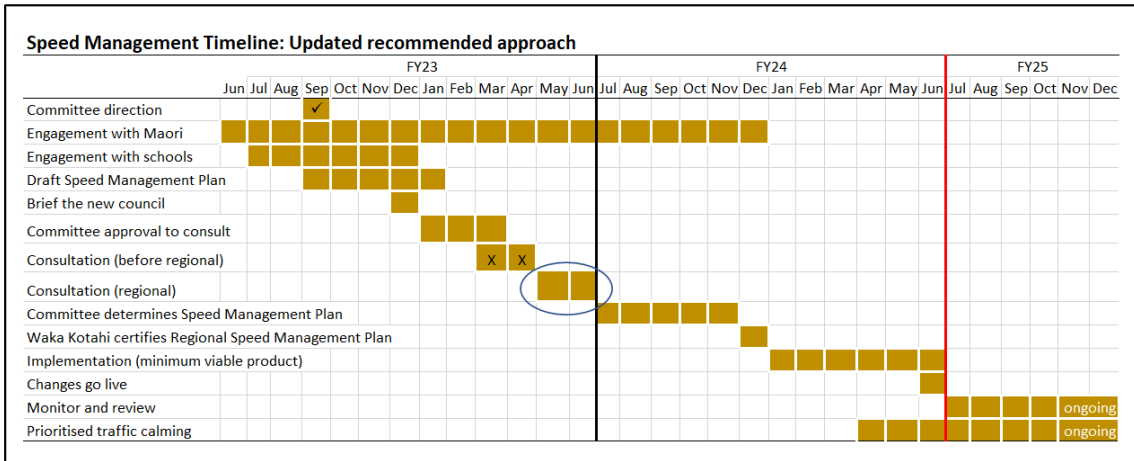 Speed Management Timeline: Updated recommended approach
FY23 FY24 FY25
Jun Jul Aug Sep Oct Nov Dec Jan Feb Mar Apr May Jun Jul Aug Sep Oct Nov Dec Jan Feb Mar Apr May Jun Jul Aug Sep Oct Nov Dec
Committee direction ✓
Engagement with Maori
Engagement with schools
Draft Speed Management Plan
Brief the new council
Committee approval to consult
Consultation (before regional) X X
Consultation (regional)
Committee determines Speed Management Plan
Waka Kotahi certifies Regional Speed Management Plan
Implementation (minimum viable product)
Changes go live
Monitor and review ongoing
Prioritised traffic calming ongoing